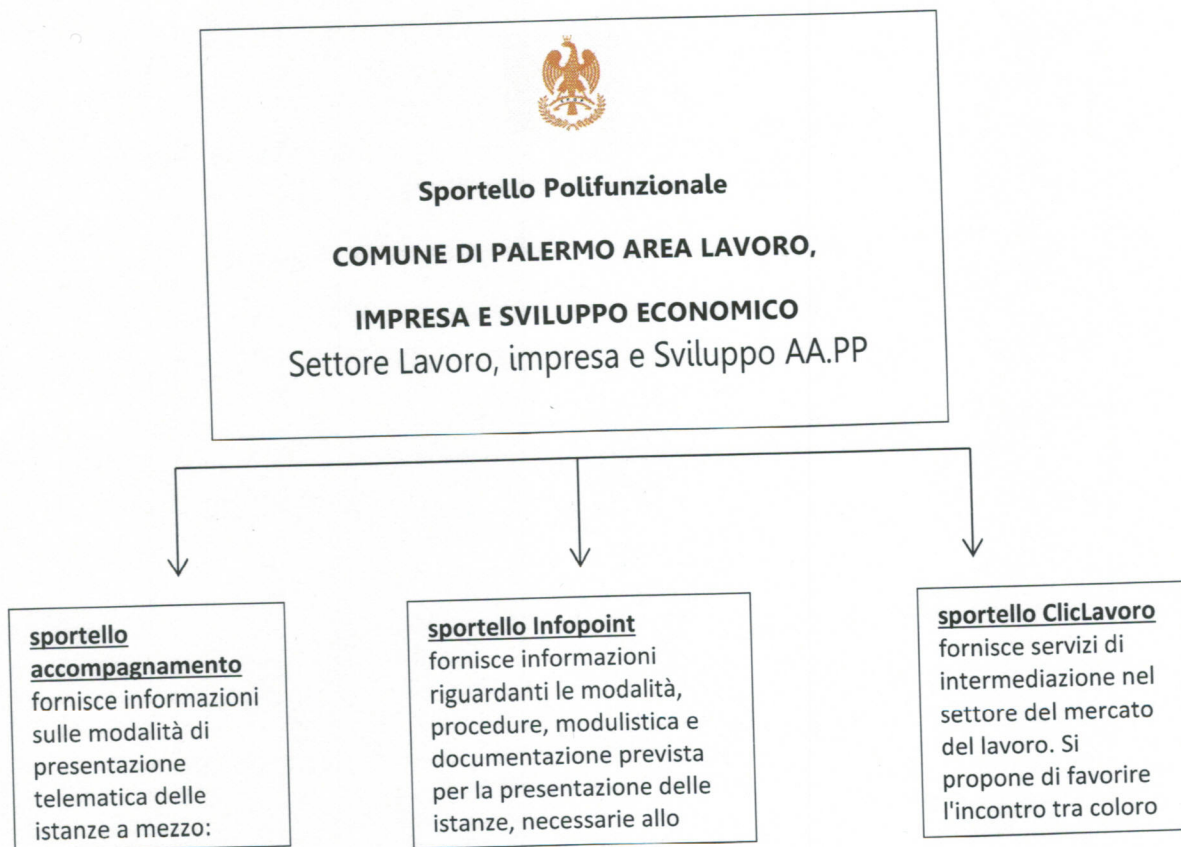 Sportello Polifunzionale
COMUNE DI PALERMO AREA LAVORO,
IMPRESA E SVILUPPO ECONOMICO
Settore Lavoro, impresa e Sviluppo AA.PP
sportello
accompagnamento
fornisce informazioni
sulle modalità di
presentazione
telematica delle
istanze a mezzo:
sportello Infopoint
fornisce informazioni
riguardanti le modalità,
procedure, modulistica e
documentazione prevista
per la presentazione delle
istanze, necessarie allo
sportello ClicLavoro
fornisce servizi di
intermediazione nel
settore del mercato
del lavoro. Si
propone di favorire
l'incontro tra coloro